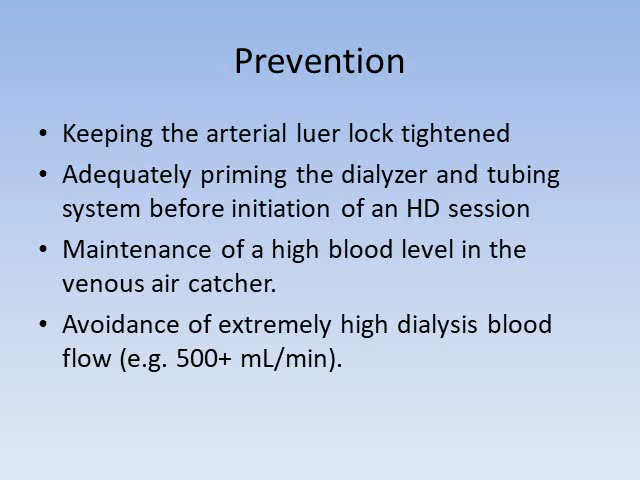 Prevention
• Keeping the arterial luer lock tightened
• Adequately priming the dialyzer and tubing
system before initiation of an HD session
• Maintenance of a high blood level in the
venous air catcher.
• Avoidance of extremely high dialysis blood
flow (e.g. 500+ mL/min).